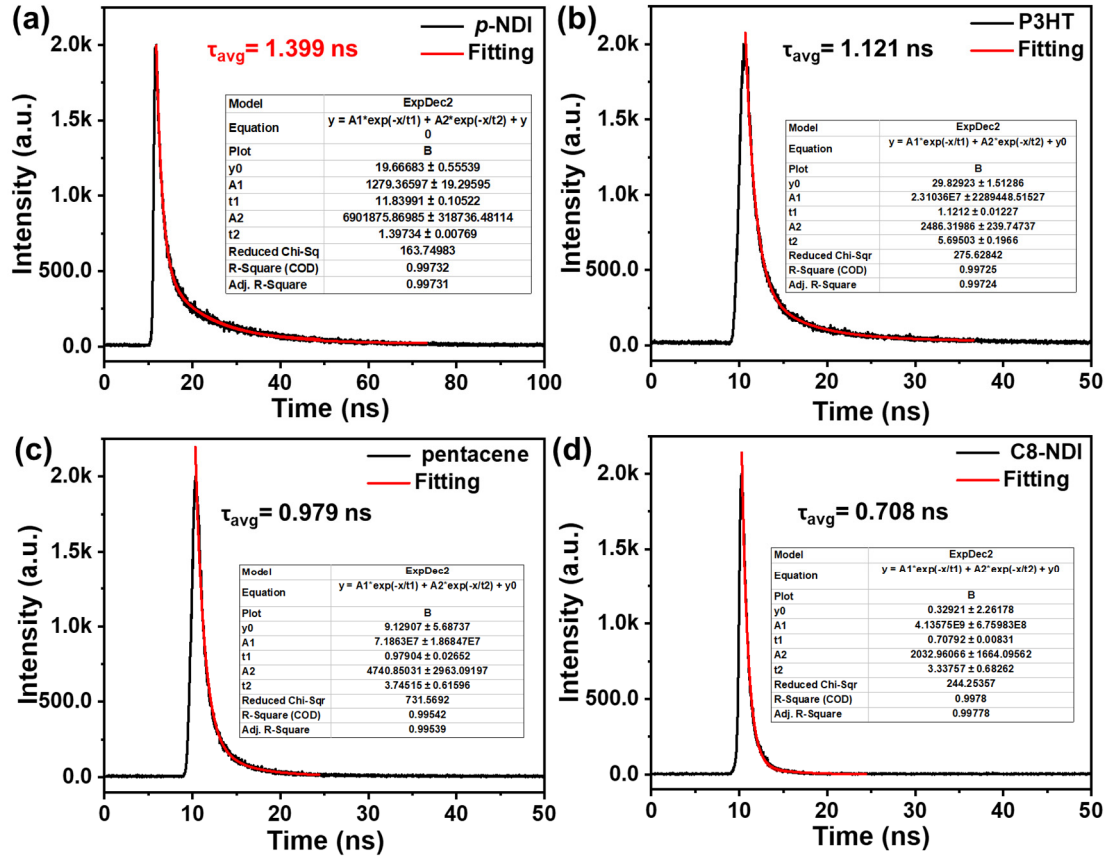 (a)
p-NDI
Fitting
τavg= 1.399 ns
Model ExpDec2
Equation y = A1*exp(-x/t1) + A2*exp(-x/t2) + y
0
Plot B
y0 19.66683 ± 0.55539
A1 1279.36597 ± 19.29595
t1 11.83991 ± 0.10522
A2 6901875.86985 ± 318736.48114
t2 1.39734 ± 0.00769
Reduced Chi-Sq 163.74983
R-Square (COD) 0.99732
Adj. R-Square 0.99731
Intensity (a.u.)
2.0k
1.5k
1.0k
500.0
0.0
0 20 40 60 80 100
Time (ns)
(b)
P3HT
Fitting
τavg= 1.121 ns
Model ExpDec2
Equation y = A1*exp(-x/t1) + A2*exp(-x/t2) + y0
Plot B
y0 29.82923 ± 1.51286
A1 2.31036E7 ± 2289448.51527
t1 1.1212 ± 0.01227
A2 2486.31986 ± 239.74737
t2 5.69503 ± 0.1966
Reduced Chi-Sqr 275.62842
R-Square (COD) 0.99725
Adj. R-Square 0.99724
Intensity (a.u.)
2.0k
1.5k
1.0k
500.0
0.0
0 10 20 30 40 50
Time (ns)
(c)
pentacene
Fitting
τavg= 0.979 ns
Model ExpDec2
Equation y = A1*exp(-x/t1) + A2*exp(-x/t2) + y0
Plot B
y0 9.12907 ± 5.68737
A1 7.1863E7 ± 1.86847E7
t1 0.97904 ± 0.02652
A2 4740.85031 ± 2963.09197
t2 3.74515 ± 0.61596
Reduced Chi-Sqr 731.5692
R-Square (COD) 0.99542
Adj. R-Square 0.99539
Intensity (a.u.)
2.0k
1.5k
1.0k
500.0
0.0
0 10 20 30 40 50
Time (ns)
(d)
C8-NDI
Fitting
τavg= 0.708 ns
Model ExpDec2
Equation y = A1*exp(-x/t1) + A2*exp(-x/t2) + y0
Plot B
y0 0.32921 ± 2.26178
A1 4.13575E9 ± 6.75983E8
t1 0.70792 ± 0.00831
A2 2032.96066 ± 1664.09562
t2 3.33757 ± 0.68262
Reduced Chi-Sqr 244.25357
R-Square (COD) 0.9978
Adj. R-Square 0.99778
Intensity (a.u.)
2.0k
1.5k
1.0k
500.0
0.0
0 10 20 30 40 50
Time (ns)